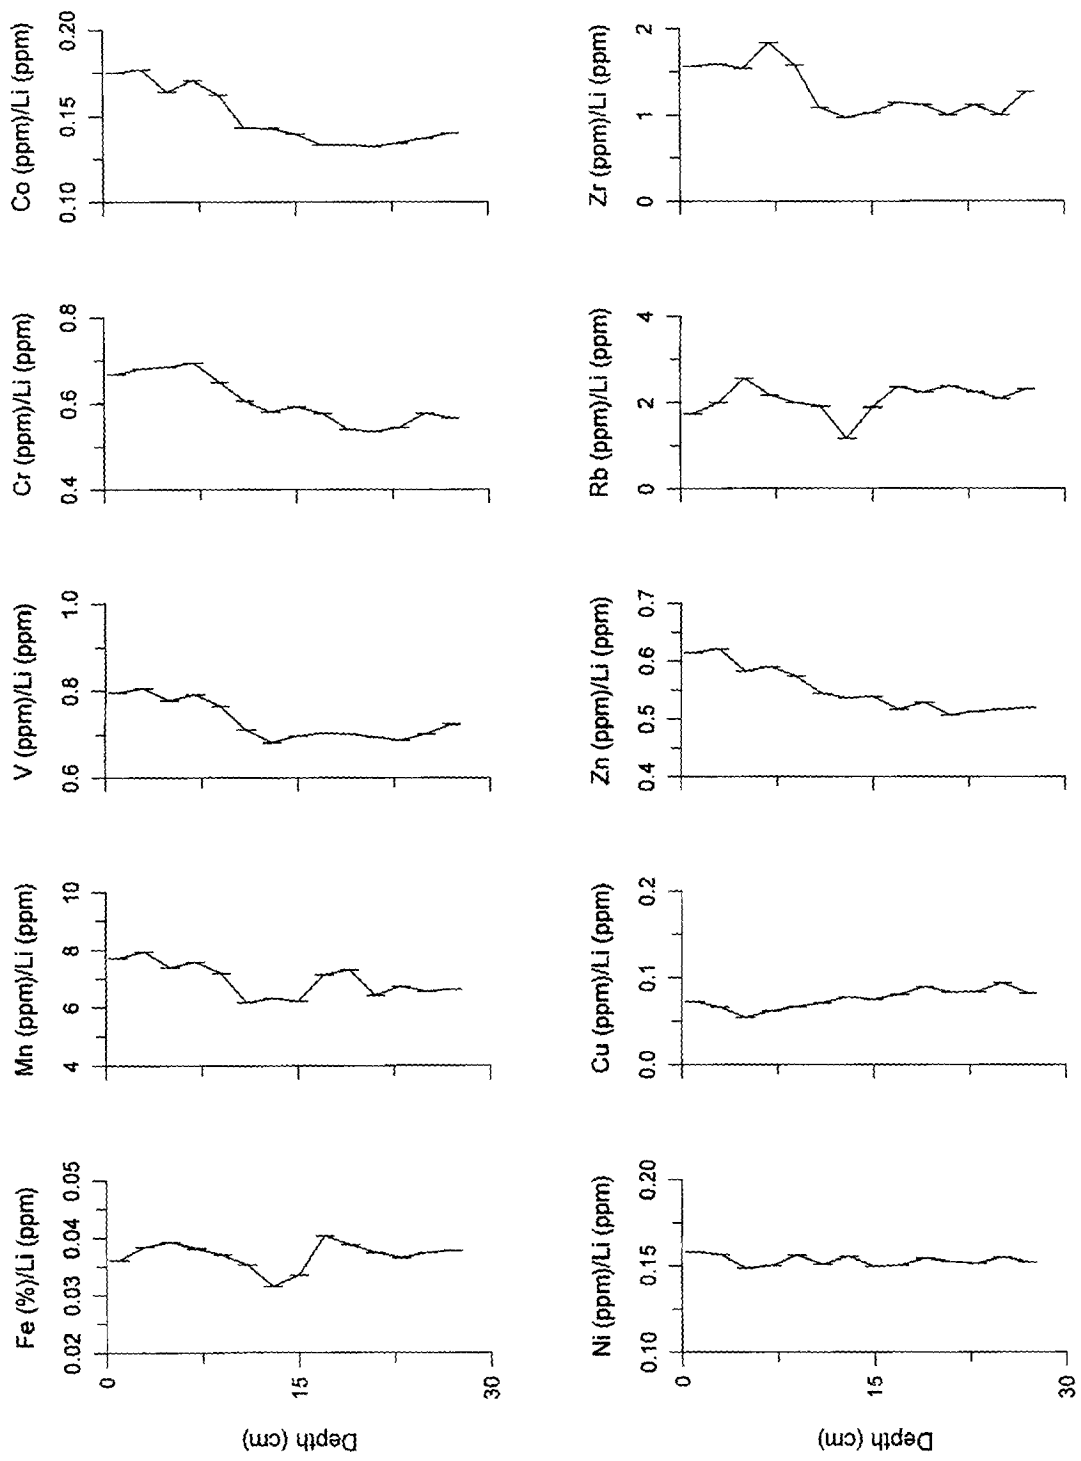 Fe (%)/Li (ppm)
0.02 0.03 0.04 0.05
Mn (ppm)/Li (ppm)
4 6 8 10
V (ppm)/Li (ppm)
0.6 0.8 1.0
Cr (ppm)/Li (ppm)
0.4 0.6 0.8
Co (ppm)/Li (ppm)
0.10 0.15 0.20
0
15
30
Depth (cm)
Ni (ppm)/Li (ppm)
0.10 0.15 0.20
Cu (ppm)/Li (ppm)
0.0 0.1 0.2
Zn (ppm)/Li (ppm)
0.4 0.5 0.6 0.7
Rb (ppm)/Li (ppm)
0 2 4
Zr (ppm)/Li (ppm)
0 1 2
0
15
30
Depth (cm)